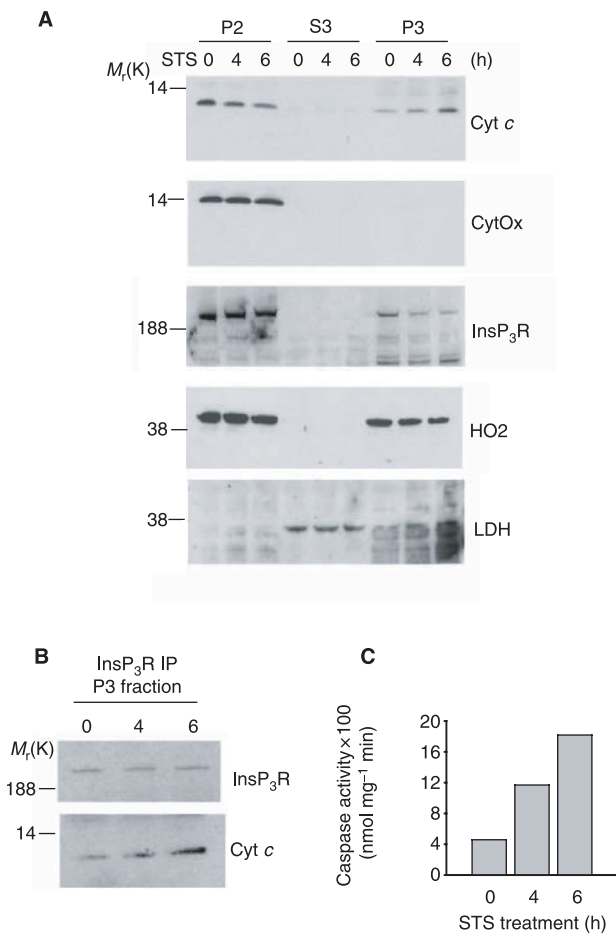 A
P2 S3 P3
STS 0 4 6 0 4 6 0 4 6 (h)
Mr(K)
14
Cyt c
14
CytOx
188
InsP3R
38
HO2
38
LDH
B
InsP3R IP
P3 fraction
0 4 6
Mr(K)
188
InsP3R
14
Cyt c
C
Caspase activity×100
(nmol mg–1 min)
20
16
12
8
4
0
0 4 6
STS treatment (h)